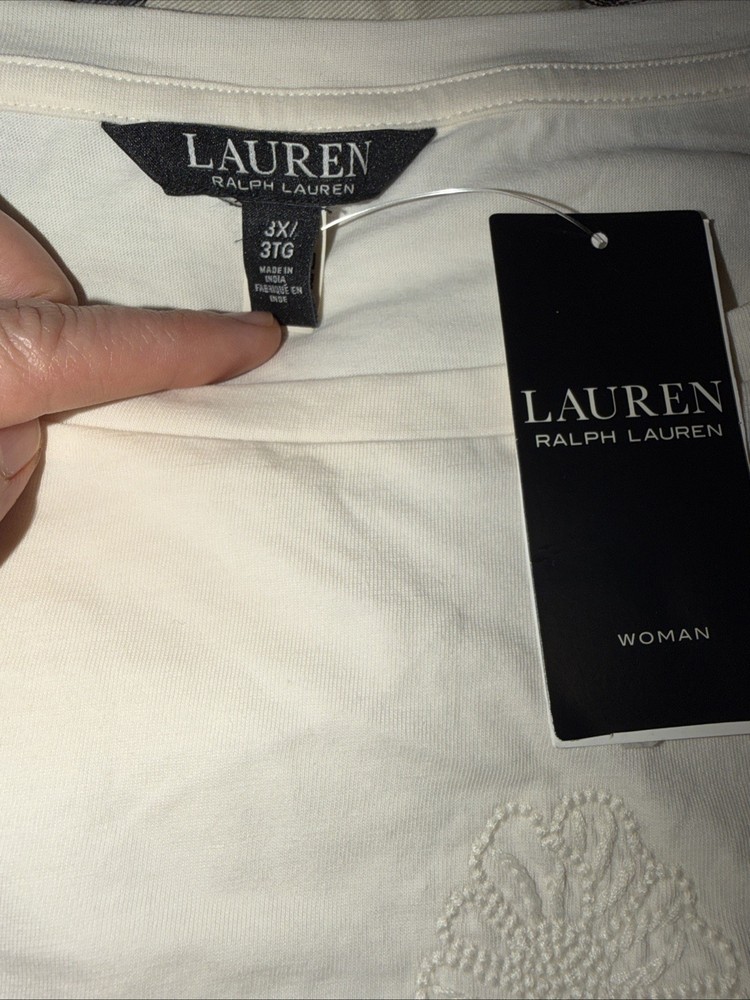 LAUREN
RALPH LAUREN
3X/
3TG
MADE IN
INDIA
FABRIQUÉ EN
INDE
LAUREN
RALPH LAUREN
WOMAN